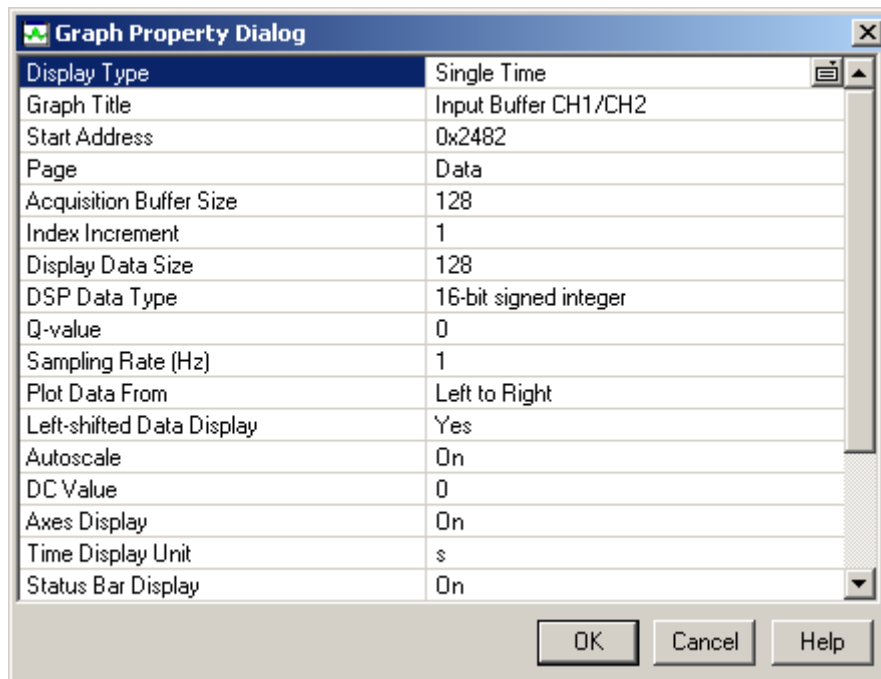 Graph Property Dialog
Display Type Single Time
Graph Title Input Buffer CH1/CH2
Start Address 0x2482
Page Data
Acquisition Buffer Size 128
Index Increment 1
Display Data Size 128
DSP Data Type 16-bit signed integer
Q-value 0
Sampling Rate (Hz) 1
Plot Data From Left to Right
Left-shifted Data Display Yes
Autoscale On
DC Value 0
Axes Display On
Time Display Unit s
Status Bar Display On
OK Cancel Help